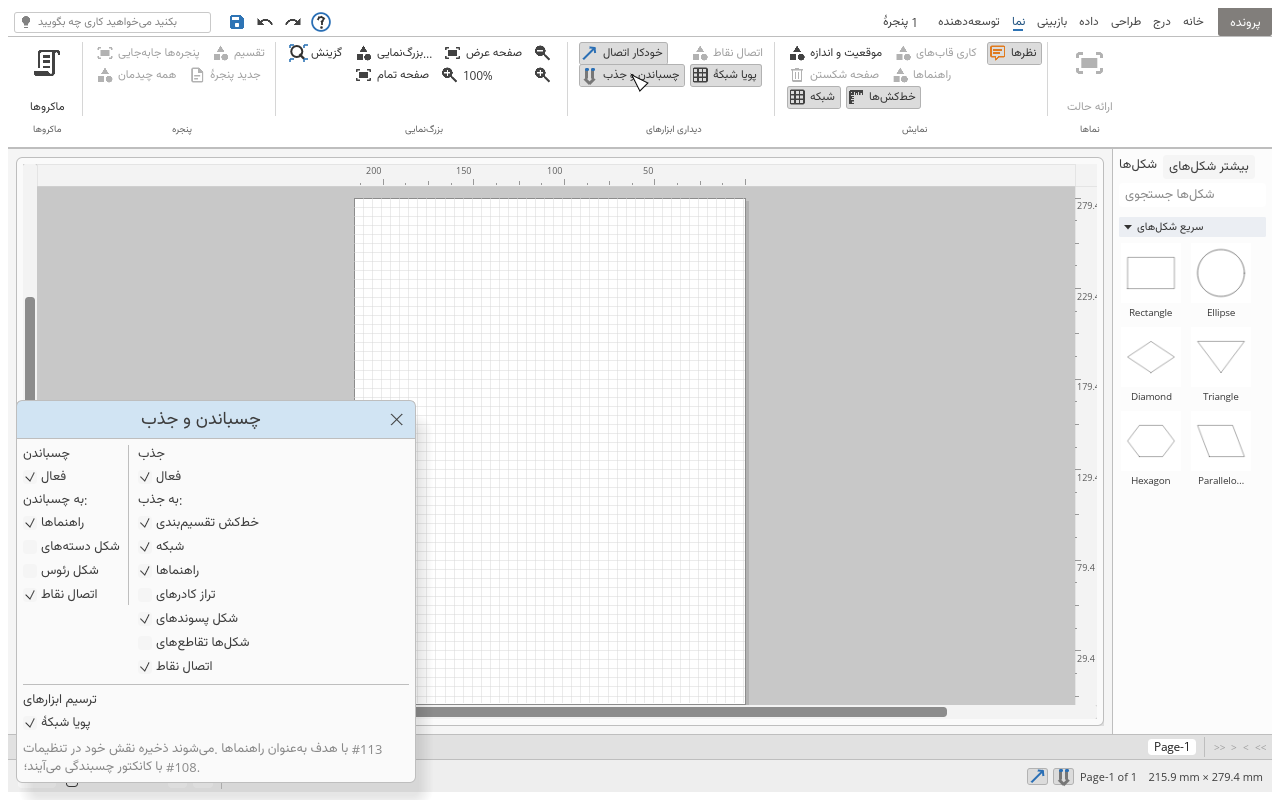 پرونده
خانه
درج
طراحی
داده
بازبینی
نما
توسعه‌دهنده
پنجرهٔ 1
بکنید می‌خواهید کاری چه بگویید
ارائه حالت
نماها
نظرها
کاری قاب‌های
موقعیت و اندازه
راهنماها
صفحه شکستن
خط‌کش‌ها
شبکه
نمایش
اتصال نقاط
خودکار اتصال
پویا شبکهٔ
چسباندن و جذب
دیداری ابزارهای
صفحه عرض
بزرگ‌نمایی...
گزینش
100%
صفحه تمام
بزرگ‌نمایی
تقسیم
پنجره‌ها جابه‌جایی
جدید پنجرهٔ
همه چیدمان
پنجره
ماکروها
ماکروها
200 150 100 50
279.4
229.4
179.4
129.4
79.4
29.4
بیشتر شکل‌های
شکل‌ها
شکل‌ها جستجوی
سریع شکل‌های
Rectangle
Ellipse
Diamond
Triangle
Hexagon
Parallelo...
چسباندن و جذب
جذب
فعال
به جذب:
خط‌کش تقسیم‌بندی
شبکه
راهنماها
تراز کادرهای
شکل پسوندهای
شکل‌ها تقاطع‌های
اتصال نقاط
چسباندن
فعال
به چسباندن:
راهنماها
شکل دسته‌های
شکل رئوس
اتصال نقاط
ترسیم ابزارهای
پویا شبکهٔ
#113 با هدف به‌عنوان راهنماها .می‌شوند ذخیره نقش خود در تنظیمات
.#108 با کانکتور چسبندگی می‌آیند؛
Page-1
>> > < <<
Page-1 of 1
215.9 mm × 279.4 mm